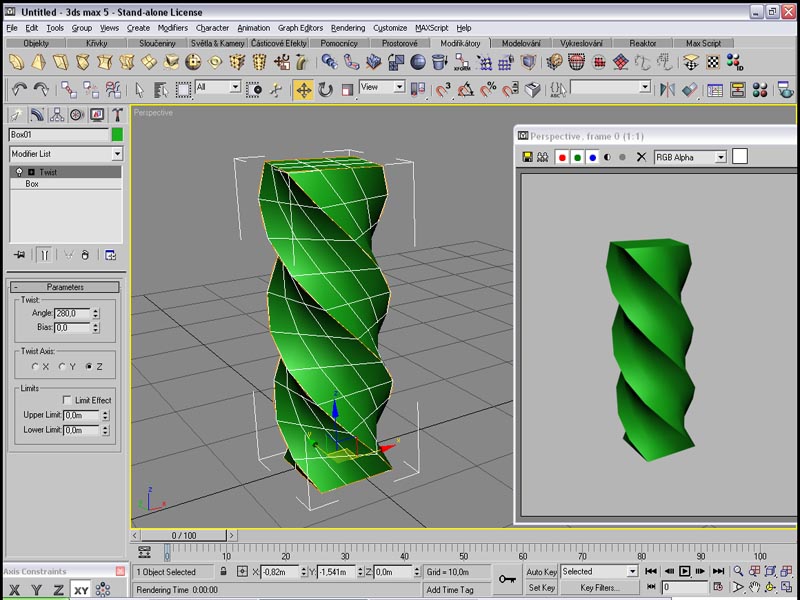 Untitled - 3ds max 5 - Stand-alone License
File Edit Tools Group Views Create Modifiers Character Animation Graph Editors Rendering Customize MAXScript Help
Objekty Křivky Sloučeniny Světla & Kamery Částicové Efekty Pomocníci Prostorové Modifikátory Modelování Vykreslování Reaktor Max Script
XFORM
ID
All
View
ABC
Box01
Modifier List
Twist
Box
Parameters
Twist:
Angle: 280,0
Bias: 0,0
Twist Axis:
X Y Z
Limits
Limit Effect
Upper Limit: 0,0m
Lower Limit: 0,0m
Perspective
z
y
x
z
x
Perspective, frame 0 (1:1)
RGB Alpha
0 / 100
0 10 20 30 40 50 60 70 80 90 100
Axis Constraints
X Y Z XY
1 Object Selected
X: -0,82m Y: -1,541m Z: 0,0m
Grid = 10,0m
Rendering Time 0:00:00
Add Time Tag
Auto Key Selected
Set Key Key Filters...
0